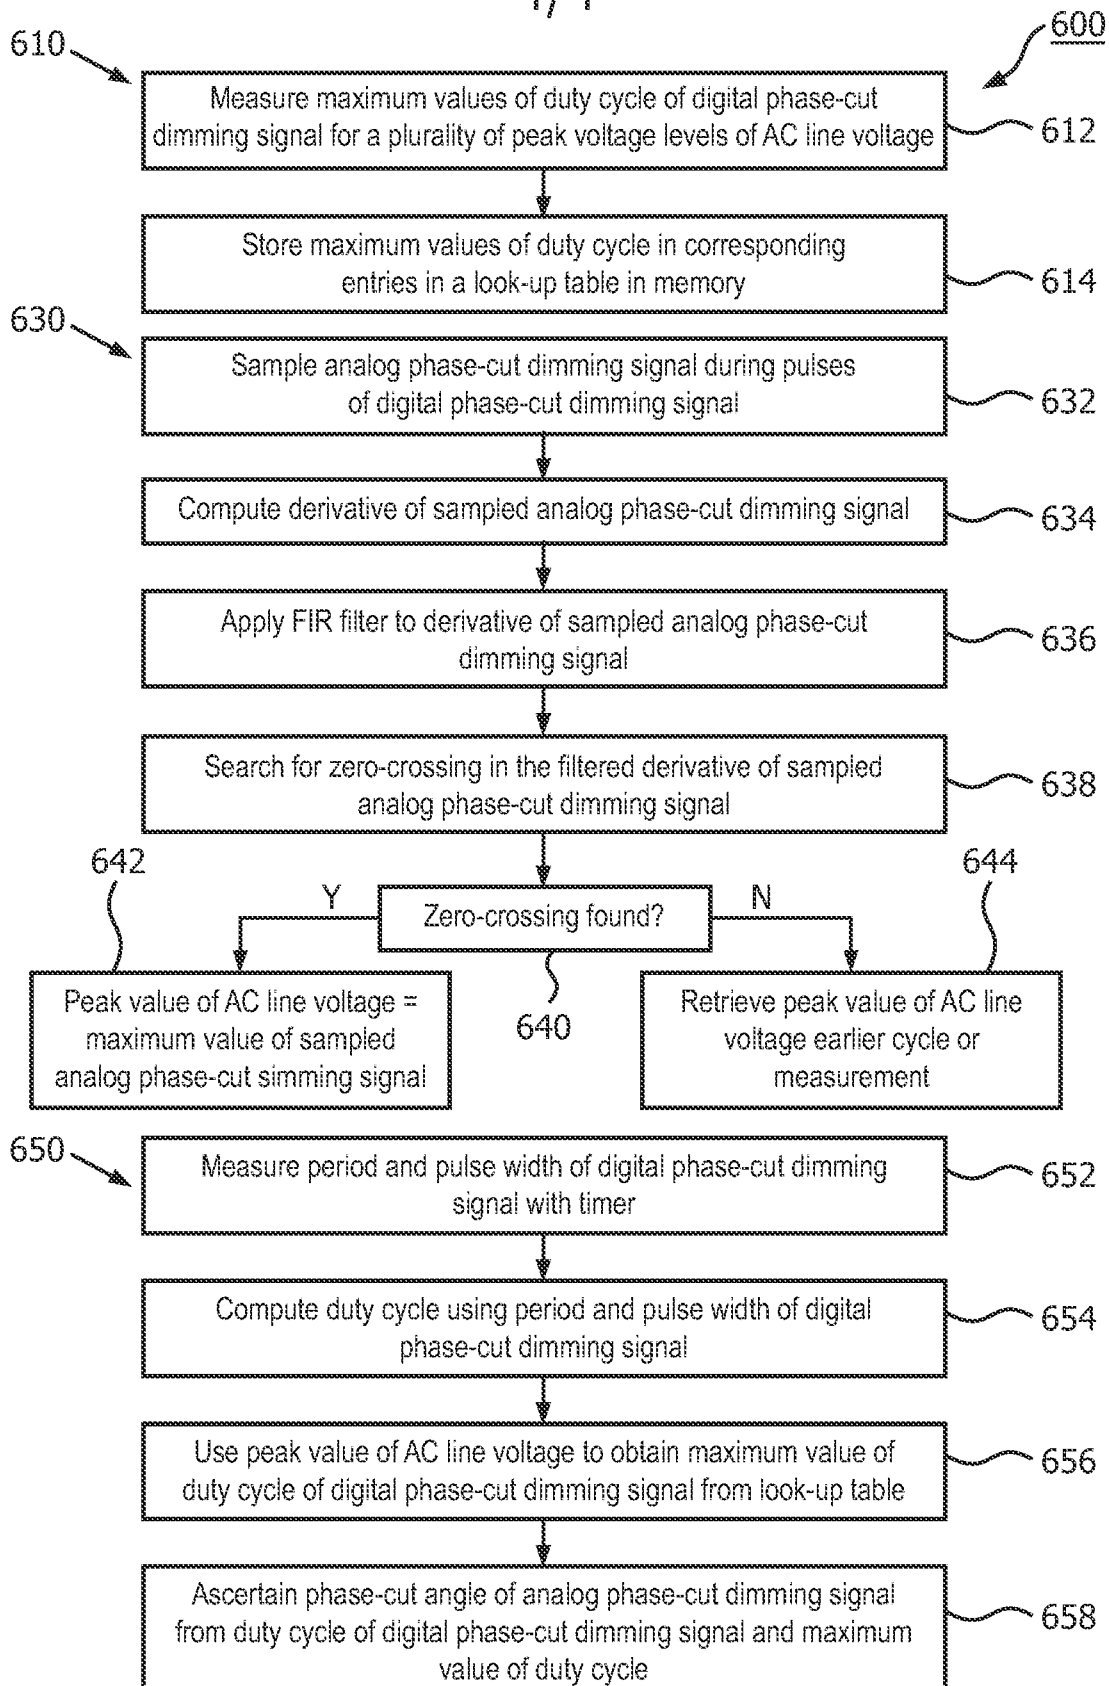 600
610
Measure maximum values of duty cycle of digital phase-cut
dimming signal for a plurality of peak voltage levels of AC line voltage
612
Store maximum values of duty cycle in corresponding
entries in a look-up table in memory
614
630
Sample analog phase-cut dimming signal during pulses
of digital phase-cut dimming signal
632
Compute derivative of sampled analog phase-cut dimming signal
634
Apply FIR filter to derivative of sampled analog phase-cut
dimming signal
636
Search for zero-crossing in the filtered derivative of sampled
analog phase-cut dimming signal
638
642
644
Y
Zero-crossing found?
N
640
Peak value of AC line voltage =
maximum value of sampled
analog phase-cut simming signal
Retrieve peak value of AC line
voltage earlier cycle or
measurement
650
Measure period and pulse width of digital phase-cut dimming
signal with timer
652
Compute duty cycle using period and pulse width of digital
phase-cut dimming signal
654
Use peak value of AC line voltage to obtain maximum value of
duty cycle of digital phase-cut dimming signal from look-up table
656
Ascertain phase-cut angle of analog phase-cut dimming signal
from duty cycle of digital phase-cut dimming signal and maximum
value of duty cycle
658